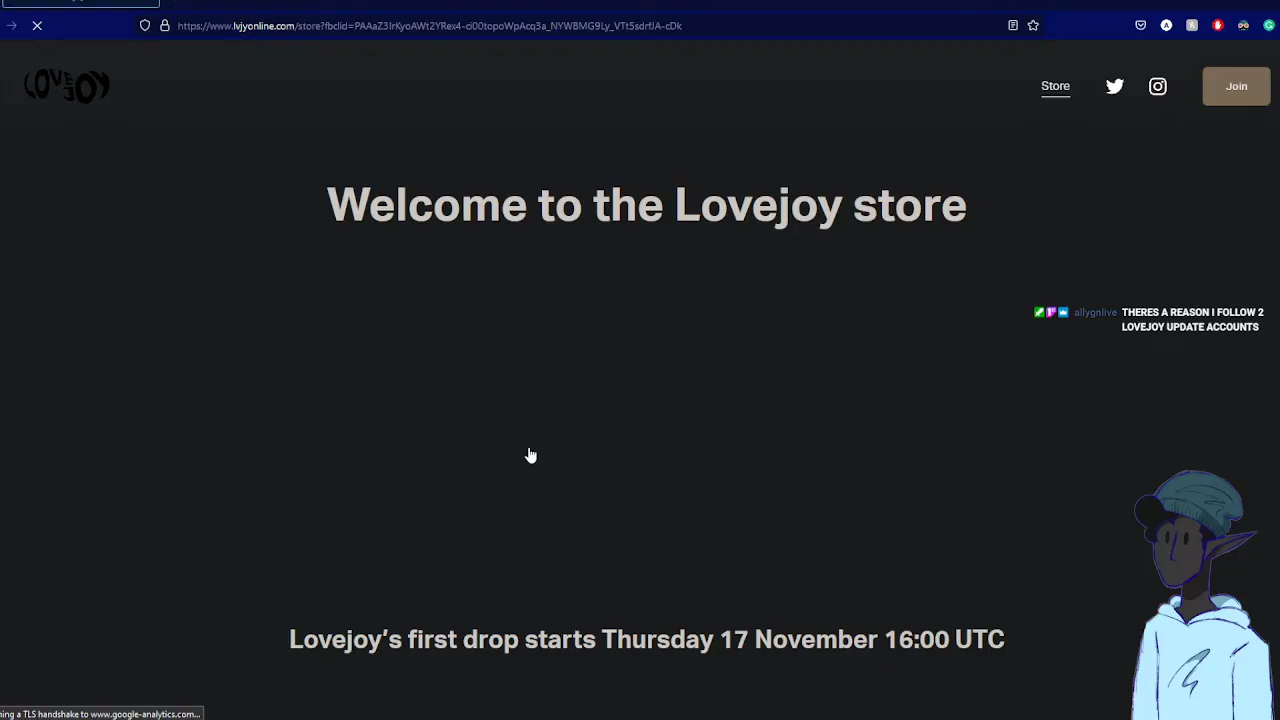 https://www.lvjyonline.com/store?fbclid=PAAaZ3IrKyoAWt2YRex4-ci00topoWpAcq3a_NYWBMG9Ly_VTt5sdrfJA-cDk
LOVEJOY
Store
Join
Welcome to the Lovejoy store
allygnlive THERES A REASON I FOLLOW 2
LOVEJOY UPDATE ACCOUNTS
Lovejoy's first drop starts Thursday 17 November 16:00 UTC
ning a TLS handshake to www.google-analytics.com...